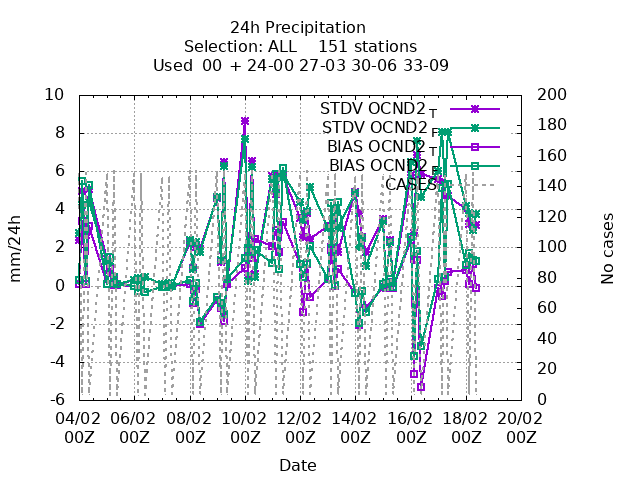 24h Precipitation
Selection: ALL    151 stations
Used  00 + 24-00 27-03 30-06 33-09
STDV OCND2 T
STDV OCND2
BIAS OCND2 T
BIAS OCND2
CASES
mm/24h
10
8
6
4
2
0
-2
-4
-6
No cases
200
180
160
140
120
100
80
60
40
20
0
04/02 06/02 08/02 10/02 12/02 14/02 16/02 18/02 20/02
00Z 00Z 00Z 00Z 00Z 00Z 00Z 00Z 00Z
Date